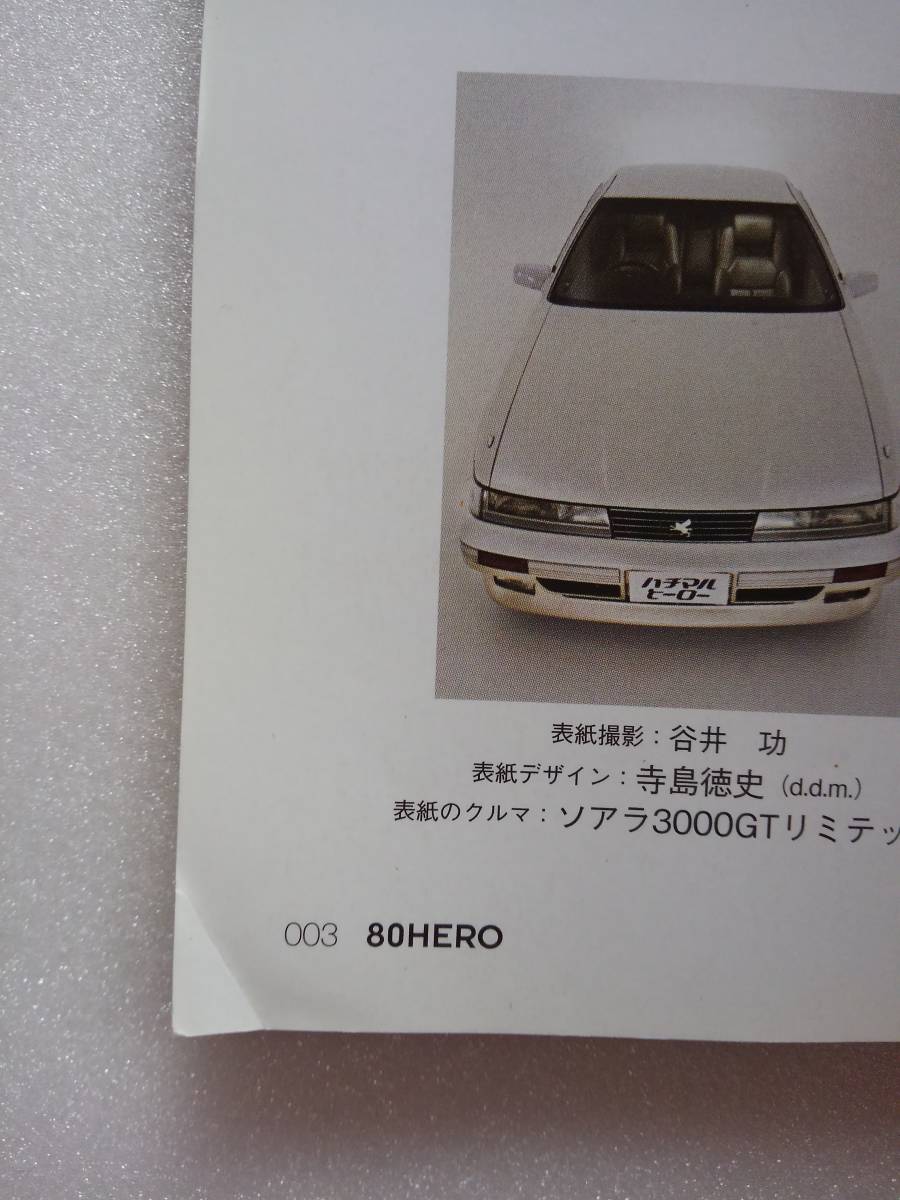 ハチマル
ヒーロー
表紙撮影：谷井　功
表紙デザイン：寺島徳史（d.d.m.）
表紙のクルマ：ソアラ3000GTリミテッ
003 80HERO